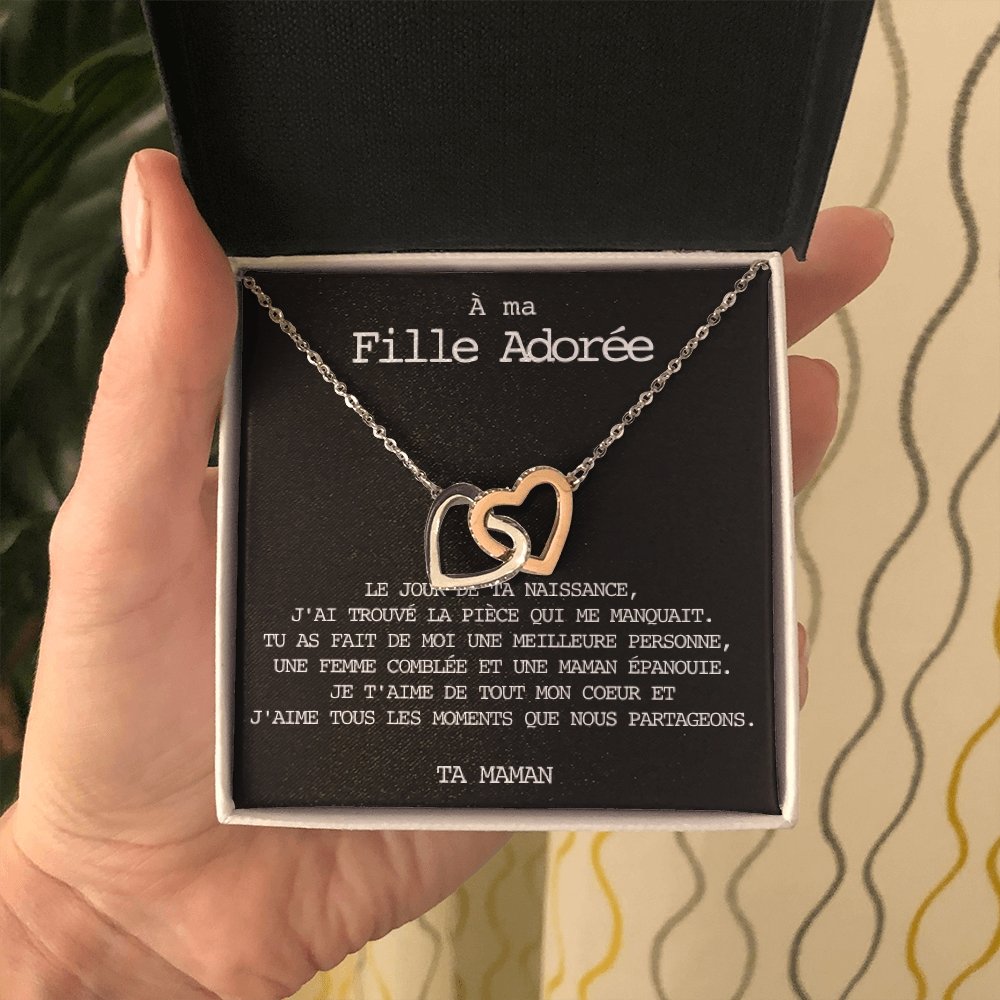 À ma
Fille Adorée
LE JOUR DE TA NAISSANCE,
J'AI TROUVÉ LA PIÈCE QUI ME MANQUAIT.
TU AS FAIT DE MOI UNE MEILLEURE PERSONNE,
UNE FEMME COMBLÉE ET UNE MAMAN ÉPANOUIE.
JE T'AIME DE TOUT MON COEUR ET
J'AIME TOUS LES MOMENTS QUE NOUS PARTAGEONS.
TA MAMAN